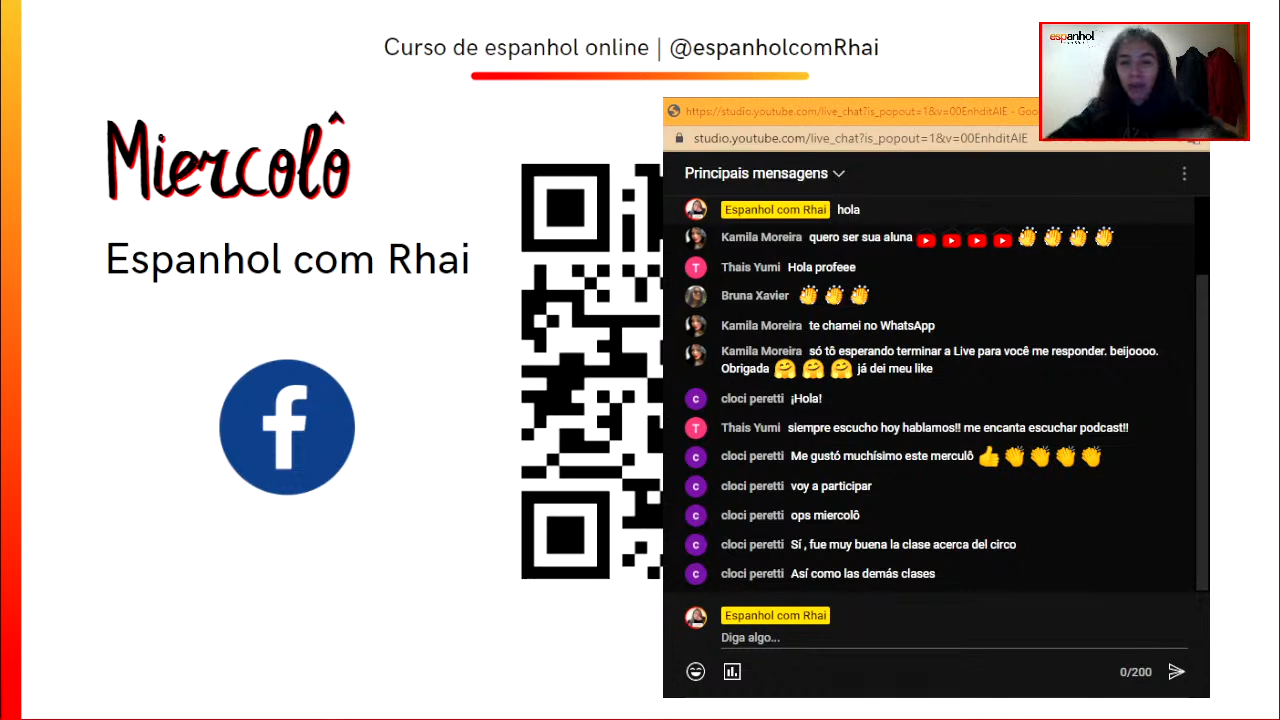 Curso de espanhol online | @espanholcomRhai
espanhol
Miercolô
Espanhol com Rhai
f
https://studio.youtube.com/live_chat?is_popout=1&v=00EnhditAlE - Goo
studio.youtube.com/live_chat?is_popout=1&v=00EnhditAlE
Principais mensagens
Espanhol com Rhai hola
Kamila Moreira quero ser sua aluna
T Thais Yumi Hola profeee
Bruna Xavier
Kamila Moreira te chamei no WhatsApp
Kamila Moreira só tô esperando terminar a Live para você me responder. beijoooo.
Obrigada já dei meu like
c cloci peretti ¡Hola!
T Thais Yumi siempre escucho hoy hablamos!! me encanta escuchar podcast!!
c cloci peretti Me gustó muchísimo este merculô
c cloci peretti voy a participar
c cloci peretti ops miercolô
c cloci peretti Sí , fue muy buena la clase acerca del circo
c cloci peretti Así como las demás clases
Espanhol com Rhai
Diga algo...
0/200